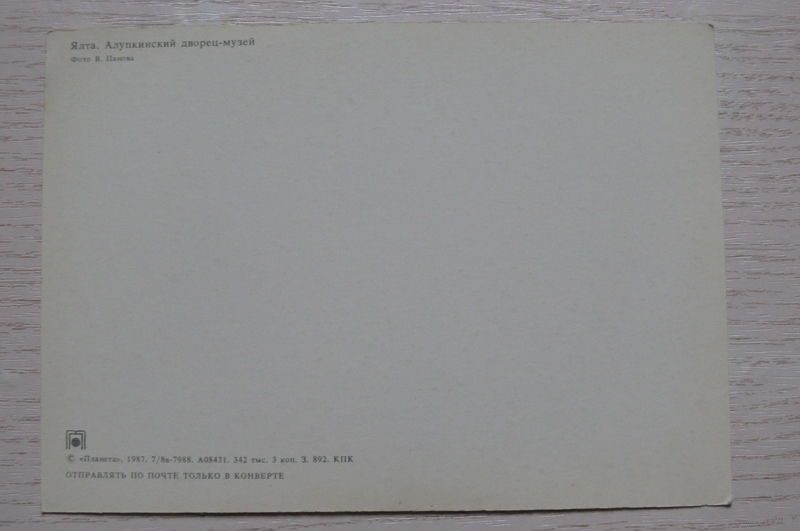 Ялта. Алупкинский дворец-музей
Фото В. Панова
© «Планета», 1987. 7/8а-7988. А08431. 342 тыс. 3 коп. З. 892. КПК
ОТПРАВЛЯТЬ ПО ПОЧТЕ ТОЛЬКО В КОНВЕРТЕ